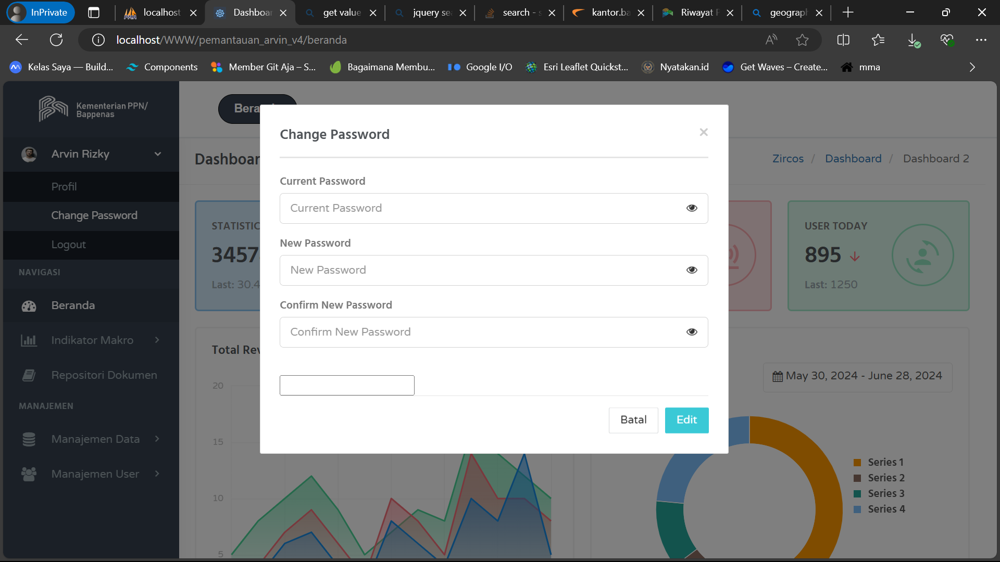 InPrivate
localhost
Dashboar
get value
jquery se
search - s
kantor.ba
Riwayat P
geograph
localhost/WWW/pemantauan_arvin_v4/beranda
Kelas Saya — Build...
Components
Member Git Aja – S...
Bagaimana Membu...
Google I/O
Esri Leaflet Quickst...
Nyatakan.id
Get Waves – Create...
mma
Kementerian PPN/
Bappenas
Arvin Rizky
Profil
Change Password
Logout
NAVIGASI
Beranda
Indikator Makro
Repositori Dokumen
MANAJEMEN
Manajemen Data
Manajemen User
Bera
Dashboar
Zircos / Dashboard / Dashboard 2
STATISTIC
3457
Last: 30.4
USER TODAY
895
Last: 1250
Total Rev
20
15
10
5
May 30, 2024 - June 28, 2024
Series 1
Series 2
Series 3
Series 4
Change Password
×
Current Password
Current Password
New Password
New Password
Confirm New Password
Confirm New Password
Batal
Edit